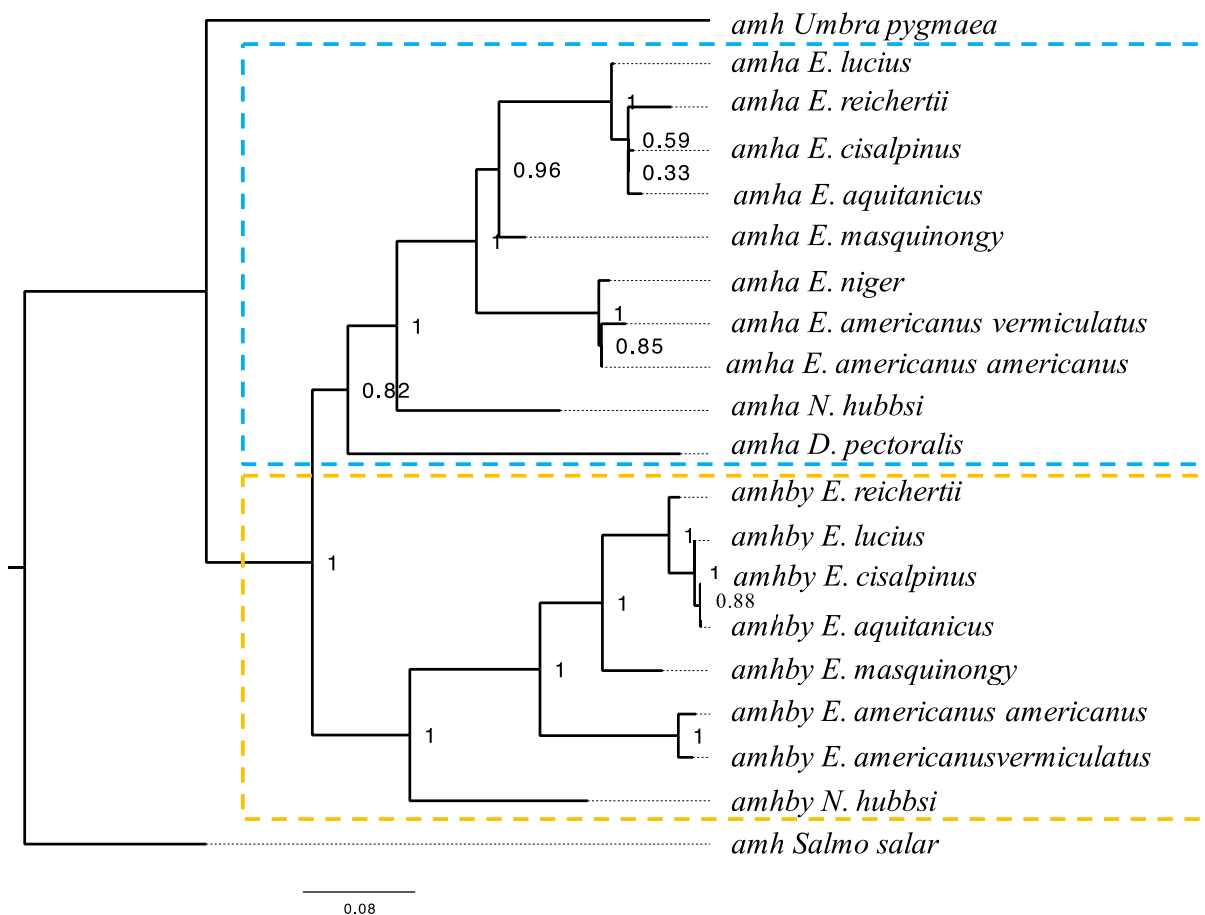 amh Umbra pygmaea
amha E. lucius
1
amha E. reichertii
0.59
amha E. cisalpinus
0.96
0.33
amha E. aquitanicus
1
amha E. masquinongy
amha E. niger
1
1
amha E. americanus vermiculatus
0.85
amha E. americanus americanus
0.82
amha N. hubbsi
amha D. pectoralis
amhby E. reichertii
1
amhby E. lucius
1
1
amhby E. cisalpinus
1
0.88
amhby E. aquitanicus
1
amhby E. masquinongy
amhby E. americanus americanus
1
1
amhby E. americanusvermiculatus
amhby N. hubbsi
amh Salmo salar
0.08